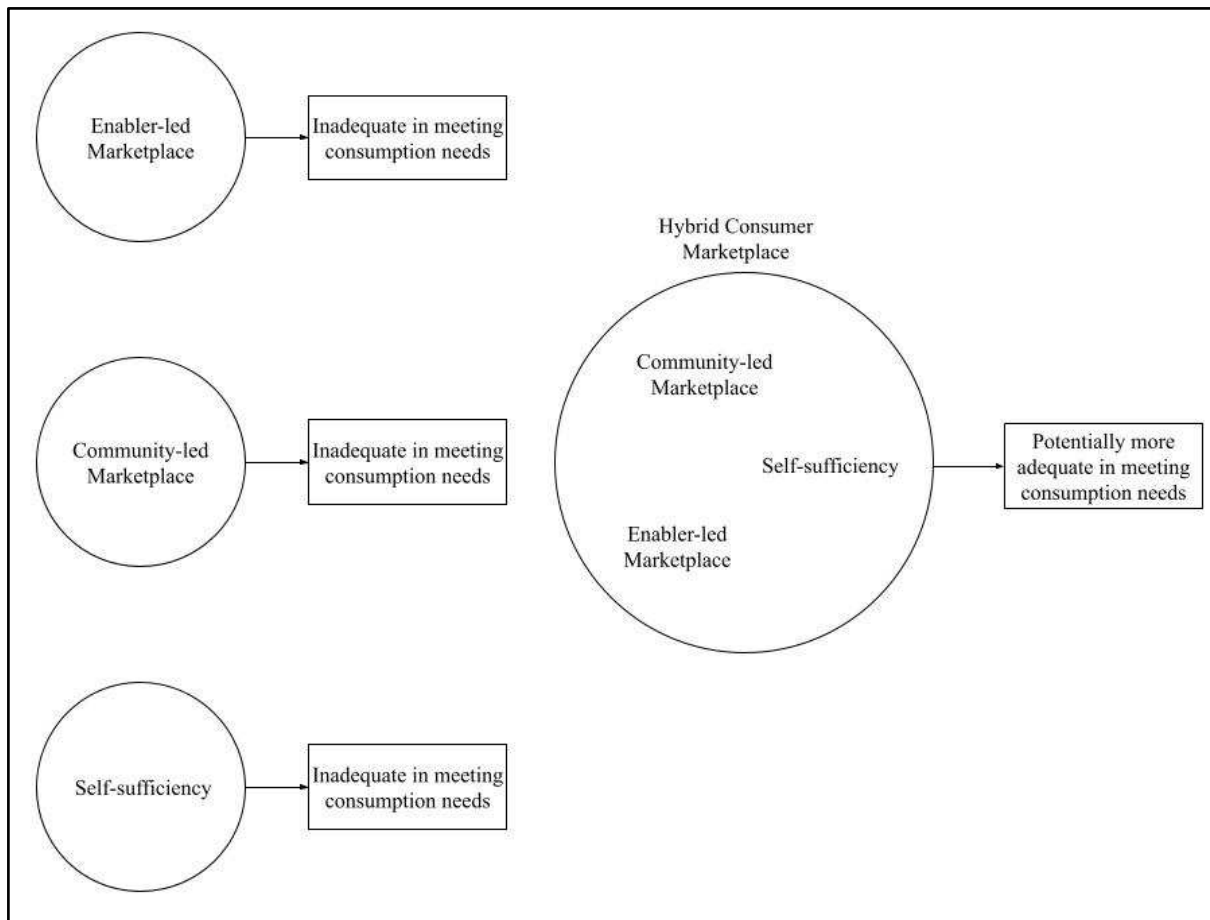 Enabler-led
Marketplace
Inadequate in meeting
consumption needs
Community-led
Marketplace
Inadequate in meeting
consumption needs
Self-sufficiency
Inadequate in meeting
consumption needs
Hybrid Consumer
Marketplace
Community-led
Marketplace
Self-sufficiency
Enabler-led
Marketplace
Potentially more
adequate in meeting
consumption needs